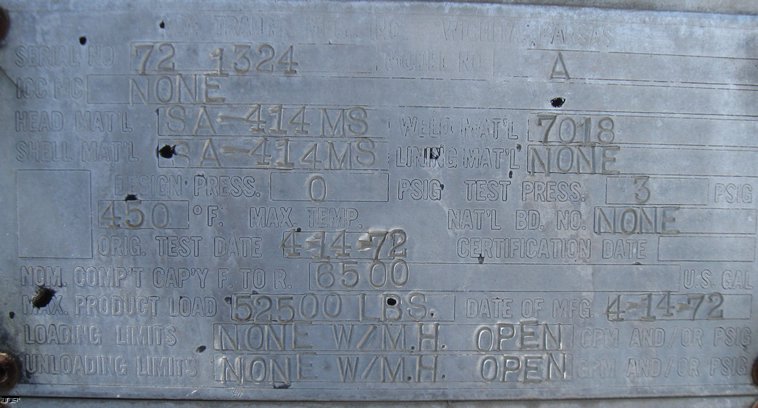 TRAILER MFG., INC. WICHITA, KANSAS
SERIAL NO. 72 1324 MODEL NO. A
ICC MC NONE
HEAD MAT'L SA-414MS WELD MAT'L 7018
SHELL MAT'L SA-414MS LINING MAT'L NONE
DESIGN PRESS. 0 PSIG TEST PRESS. 3 PSIG
450 °F. MAX. TEMP. NAT'L BD. NO. NONE
ORIG. TEST DATE 4-14-72 CERTIFICATION DATE
NOM. COMP'T CAP'Y F. TO R. 6500 U.S. GAL
MAX. PRODUCT LOAD 52500 LBS. DATE OF MFG. 4-14-72
LOADING LIMITS NONE W/M.H. OPEN GPM AND/OR PSIG
UNLOADING LIMITS NONE W/M.H. OPEN GPM AND/OR PSIG